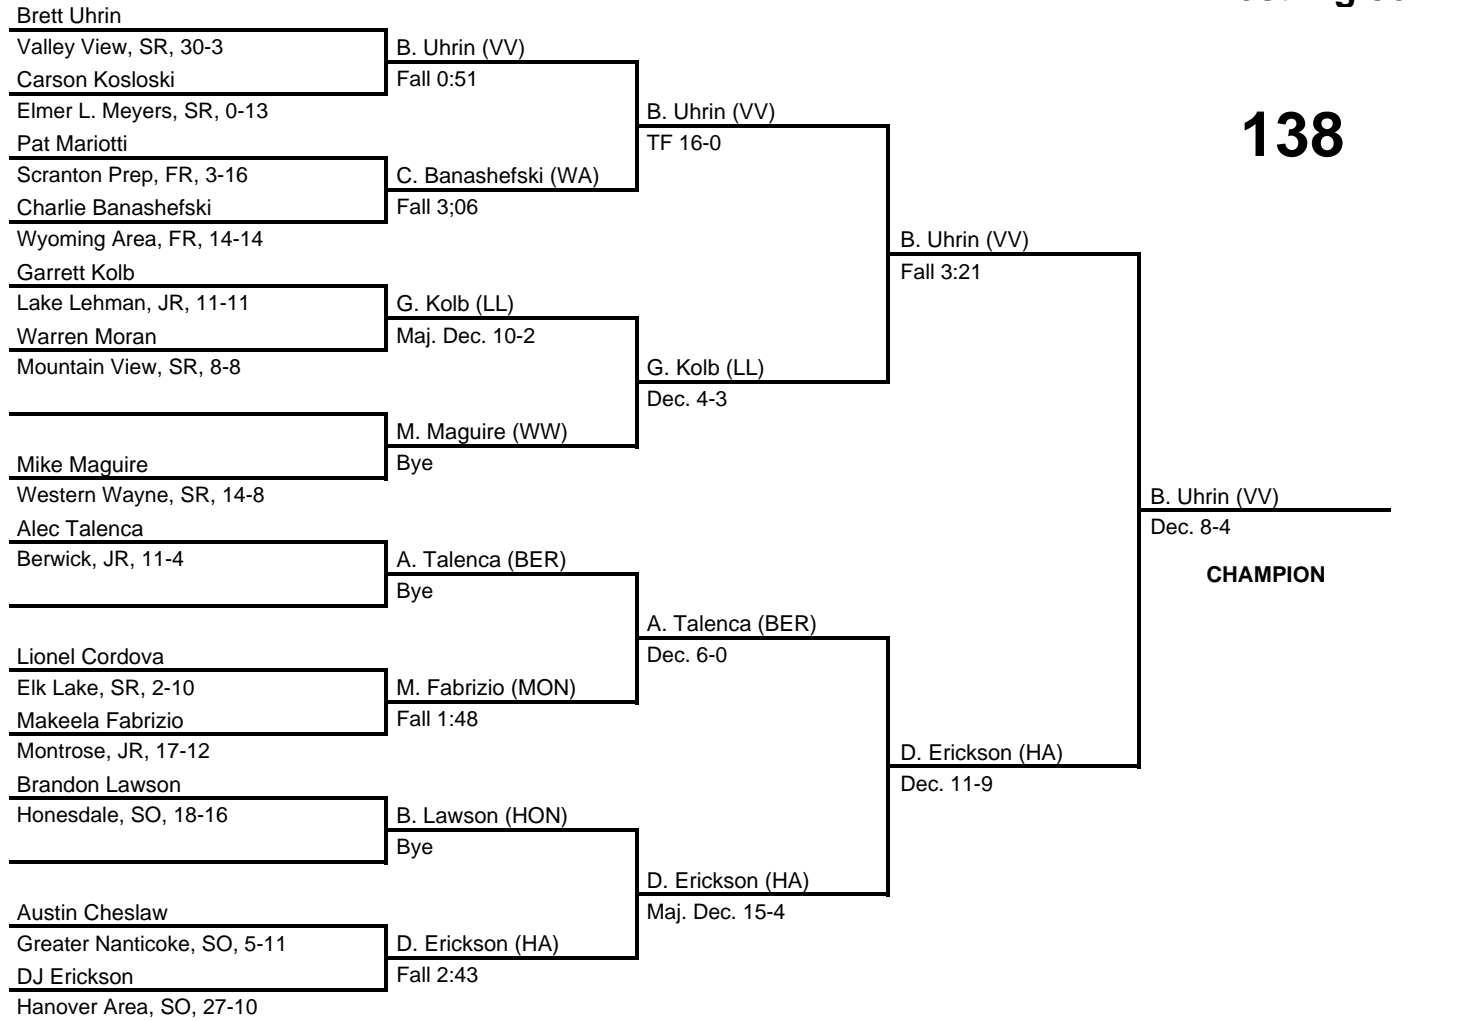 Brett Uhrin
Valley View, SR, 30-3
Carson Kosloski
Elmer L. Meyers, SR, 0-13
Pat Mariotti
Scranton Prep, FR, 3-16
Charlie Banashefski
Wyoming Area, FR, 14-14
Garrett Kolb
Lake Lehman, JR, 11-11
Warren Moran
Mountain View, SR, 8-8
Mike Maguire
Western Wayne, SR, 14-8
Alec Talenca
Berwick, JR, 11-4
Lionel Cordova
Elk Lake, SR, 2-10
Makeela Fabrizio
Montrose, JR, 17-12
Brandon Lawson
Honesdale, SO, 18-16
Austin Cheslaw
Greater Nanticoke, SO, 5-11
DJ Erickson
Hanover Area, SO, 27-10
B. Uhrin (VV)
Fall 0:51
C. Banashefski (WA)
Fall 3;06
G. Kolb (LL)
Maj. Dec. 10-2
M. Maguire (WW)
Bye
A. Talenca (BER)
Bye
M. Fabrizio (MON)
Fall 1:48
B. Lawson (HON)
Bye
D. Erickson (HA)
Fall 2:43
B. Uhrin (VV)
TF 16-0
G. Kolb (LL)
Dec. 4-3
A. Talenca (BER)
Dec. 6-0
D. Erickson (HA)
Maj. Dec. 15-4
B. Uhrin (VV)
Fall 3:21
D. Erickson (HA)
Dec. 11-9
138
B. Uhrin (VV)
Dec. 8-4
CHAMPION